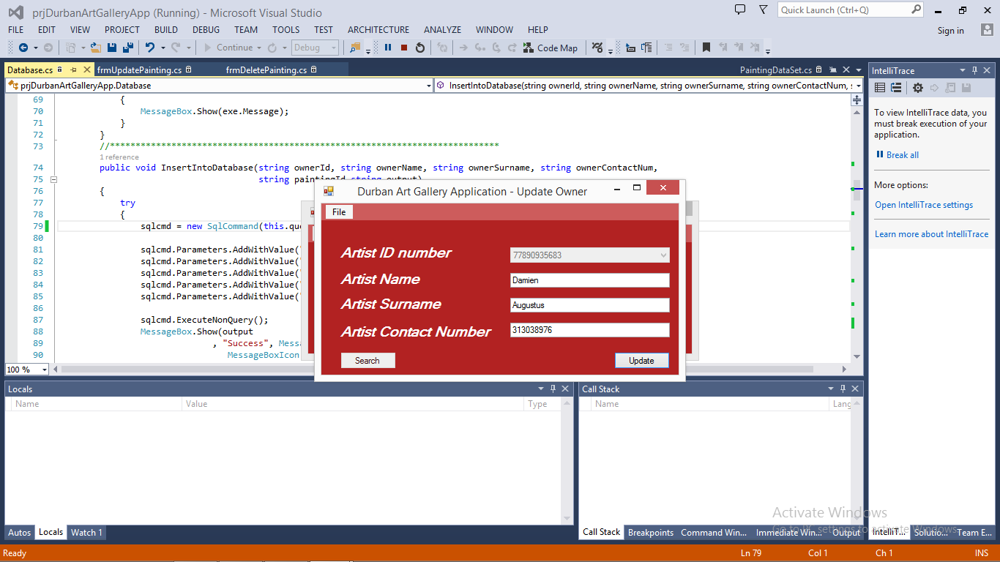 prjDurbanArtGalleryApp (Running) - Microsoft Visual Studio
Quick Launch (Ctrl+Q)
FILE EDIT VIEW PROJECT BUILD DEBUG TEAM TOOLS TEST ARCHITECTURE ANALYZE WINDOW HELP
Sign in
Continue Debug Code Map
Database.cs frmUpdatePainting.cs frmDeletePainting.cs PaintingDataSet.cs
prjDurbanArtGalleryApp.Database
InsertIntoDatabase(string ownerId, string ownerName, string ownerSurname, string ownerContactNum, s
69 {
70 MessageBox.Show(exe.Message);
71 }
72 }
73 //****************************************************************************
1 reference
74 public void InsertIntoDatabase(string ownerId, string ownerName, string ownerSurname, string ownerContactNum,
75 string paintingId, string output)
76 {
77 try
78 {
79 sqlcmd = new SqlCommand(this.que
80
81 sqlcmd.Parameters.AddWithValue("
82 sqlcmd.Parameters.AddWithValue("
83 sqlcmd.Parameters.AddWithValue("
84 sqlcmd.Parameters.AddWithValue("
85 sqlcmd.Parameters.AddWithValue("
86
87 sqlcmd.ExecuteNonQuery();
88 MessageBox.Show(output
89 , "Success", Messa
90 MessageBoxIcon
100 %
Durban Art Gallery Application - Update Owner
File
Artist ID number 77890935683
Artist Name Damien
Artist Surname Augustus
Artist Contact Number 313038976
Search Update
IntelliTrace
To view IntelliTrace data, you
must break execution of your
application.
Break all
More options:
Open IntelliTrace settings
Learn more about IntelliTrace
Locals
Name Value Type
Call Stack
Name Lang
Autos Locals Watch 1
Call Stack Breakpoints Command Win... Immediate Win... Output
IntelliT... Solutio... Team E...
Activate Windows
Go to PC settings to activate Windows.
Ready Ln 79 Col 1 Ch 1 INS